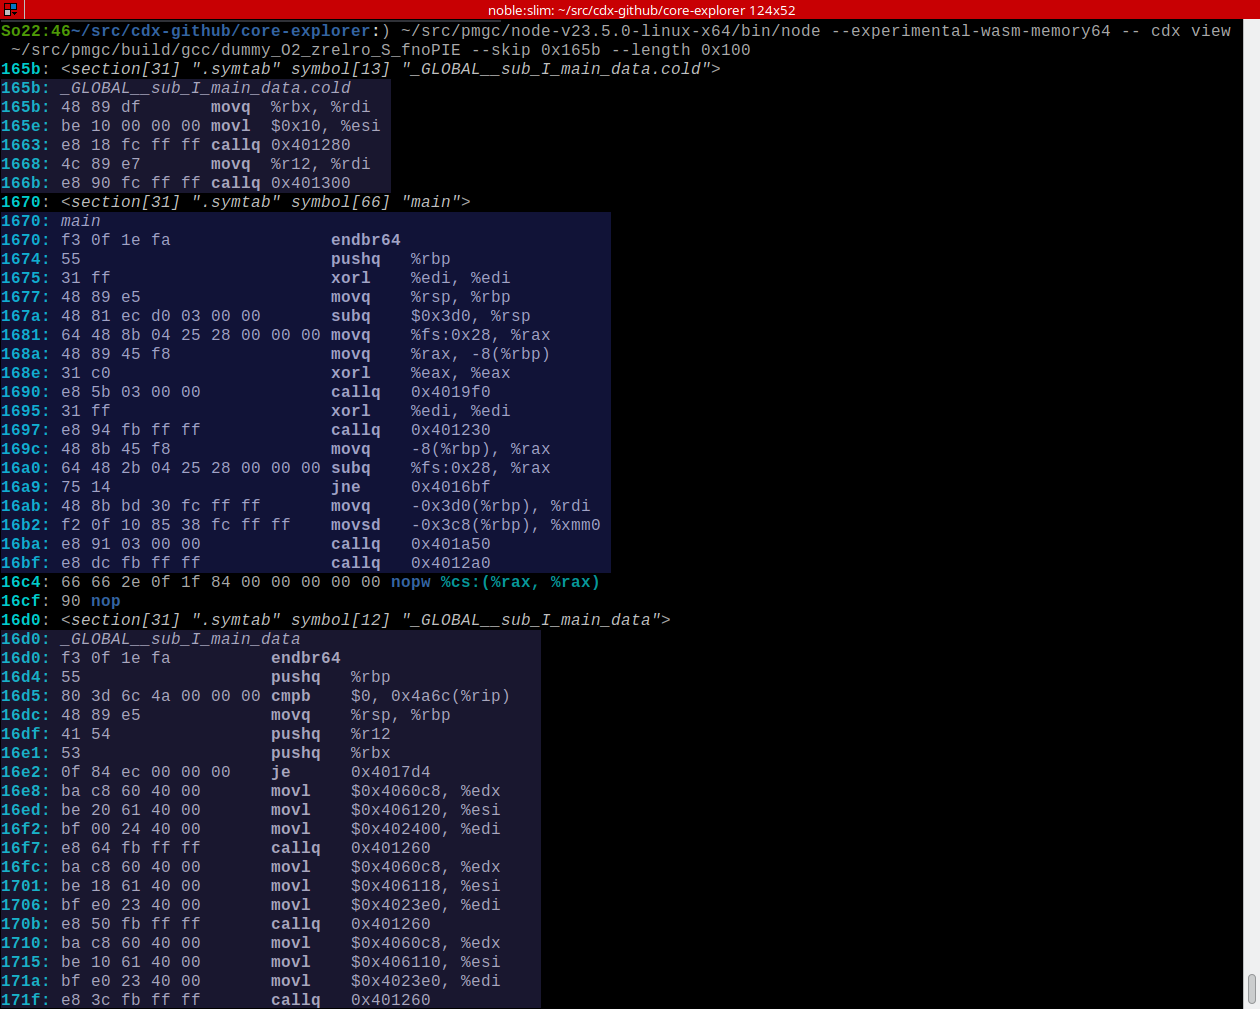 noble:slim: ~/src/cdx-github/core-explorer 124x52
So22:46~/src/cdx-github/core-explorer:) ~/src/pmgc/node-v23.5.0-linux-x64/bin/node --experimental-wasm-memory64 -- cdx view
~/src/pmgc/build/gcc/dummy_O2_zrelro_S_fnoPIE --skip 0x165b --length 0x100
165b: <section[31] ".symtab" symbol[13] "_GLOBAL__sub_I_main_data.cold">
165b: _GLOBAL__sub_I_main_data.cold
165b: 48 89 df movq %rbx, %rdi
165e: be 10 00 00 00 movl $0x10, %esi
1663: e8 18 fc ff ff callq 0x401280
1668: 4c 89 e7 movq %r12, %rdi
166b: e8 90 fc ff ff callq 0x401300
1670: <section[31] ".symtab" symbol[66] "main">
1670: main
1670: f3 0f 1e fa endbr64
1674: 55 pushq %rbp
1675: 31 ff xorl %edi, %edi
1677: 48 89 e5 movq %rsp, %rbp
167a: 48 81 ec d0 03 00 00 subq $0x3d0, %rsp
1681: 64 48 8b 04 25 28 00 00 00 movq %fs:0x28, %rax
168a: 48 89 45 f8 movq %rax, -8(%rbp)
168e: 31 c0 xorl %eax, %eax
1690: e8 5b 03 00 00 callq 0x4019f0
1695: 31 ff xorl %edi, %edi
1697: e8 94 fb ff ff callq 0x401230
169c: 48 8b 45 f8 movq -8(%rbp), %rax
16a0: 64 48 2b 04 25 28 00 00 00 subq %fs:0x28, %rax
16a9: 75 14 jne 0x4016bf
16ab: 48 8b bd 30 fc ff ff movq -0x3d0(%rbp), %rdi
16b2: f2 0f 10 85 38 fc ff ff movsd -0x3c8(%rbp), %xmm0
16ba: e8 91 03 00 00 callq 0x401a50
16bf: e8 dc fb ff ff callq 0x4012a0
16c4: 66 66 2e 0f 1f 84 00 00 00 00 00 nopw %cs:(%rax, %rax)
16cf: 90 nop
16d0: <section[31] ".symtab" symbol[12] "_GLOBAL__sub_I_main_data">
16d0: _GLOBAL__sub_I_main_data
16d0: f3 0f 1e fa endbr64
16d4: 55 pushq %rbp
16d5: 80 3d 6c 4a 00 00 00 cmpb $0, 0x4a6c(%rip)
16dc: 48 89 e5 movq %rsp, %rbp
16df: 41 54 pushq %r12
16e1: 53 pushq %rbx
16e2: 0f 84 ec 00 00 00 je 0x4017d4
16e8: ba c8 60 40 00 movl $0x4060c8, %edx
16ed: be 20 61 40 00 movl $0x406120, %esi
16f2: bf 00 24 40 00 movl $0x402400, %edi
16f7: e8 64 fb ff ff callq 0x401260
16fc: ba c8 60 40 00 movl $0x4060c8, %edx
1701: be 18 61 40 00 movl $0x406118, %esi
1706: bf e0 23 40 00 movl $0x4023e0, %edi
170b: e8 50 fb ff ff callq 0x401260
1710: ba c8 60 40 00 movl $0x4060c8, %edx
1715: be 10 61 40 00 movl $0x406110, %esi
171a: bf e0 23 40 00 movl $0x4023e0, %edi
171f: e8 3c fb ff ff callq 0x401260